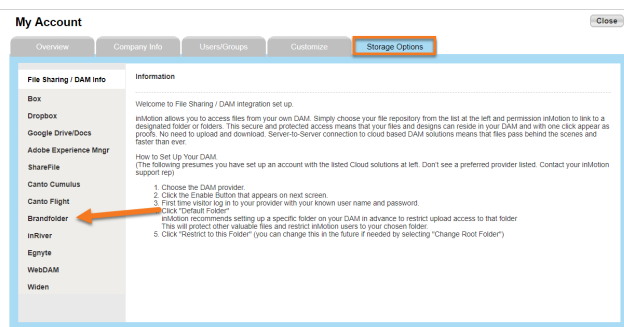 My Account
Close
Overview
Company Info
Users/Groups
Customize
Storage Options
File Sharing / DAM Info
Box
Dropbox
Google Drive/Docs
Adobe Experience Mngr
ShareFile
Canto Cumulus
Canto Flight
Brandfolder
inRiver
Egnyte
WebDAM
Widen
Information
Welcome to File Sharing / DAM integration set up.
inMotion allows you to access files from your own DAM. Simply choose your file repository from the list at the left and permission inMotion to link to a
designated folder or folders. This secure and protected access means that your files and designs can reside in your DAM and with one click appear as
proofs. No need to upload and download. Server-to-Server connection to cloud based DAM solutions means that files pass behind the scenes and
faster than ever.
How to Set Up Your DAM.
(The following presumes you have set up an account with the listed Cloud solutions at left. Don't see a preferred provider listed. Contact your inMotion
support rep)
1. Choose the DAM provider.
2. Click the Enable Button that appears on next screen.
3. First time visitor log in to your provider with your known user name and password.
Click "Default Folder"
inMotion recommends setting up a specific folder on your DAM in advance to restrict upload access to that folder
This will protect other valuable files and restrict inMotion users to your chosen folder.
5. Click "Restrict to this Folder" (you can change this in the future if needed by selecting "Change Root Folder")